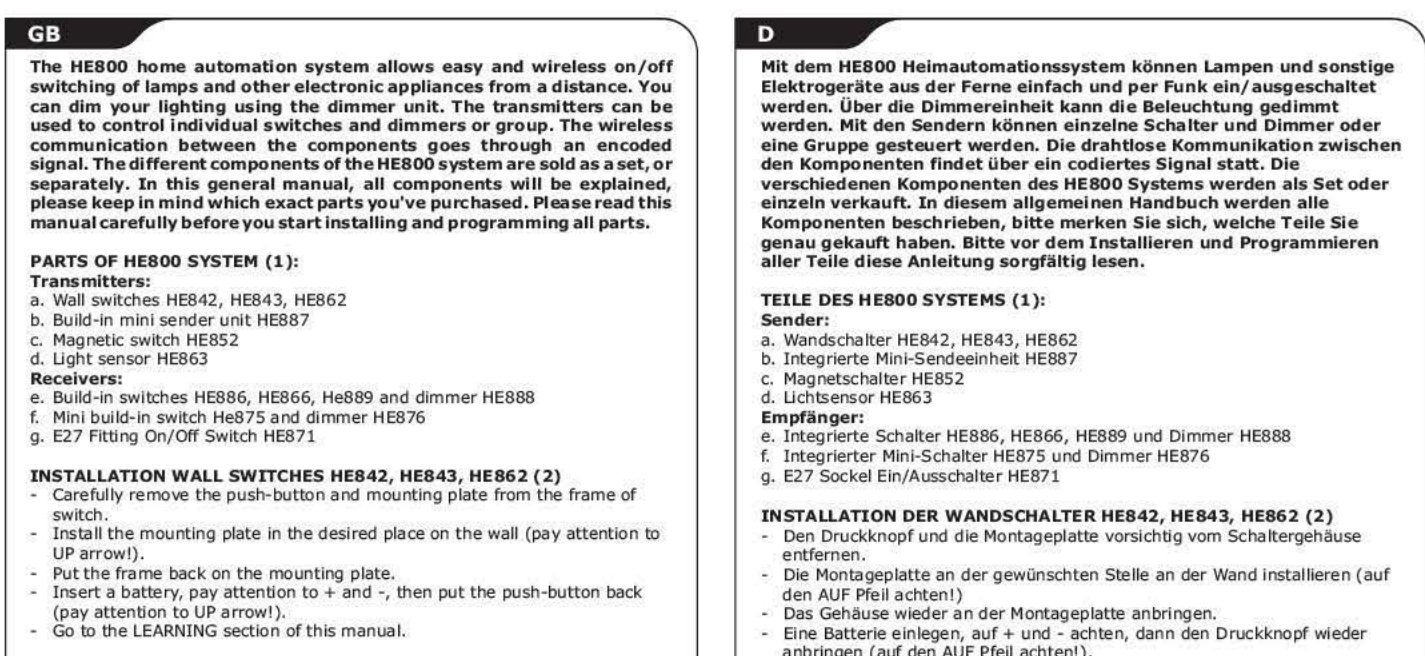 GB
The HE800 home automation system allows easy and wireless on/off
switching of lamps and other electronic appliances from a distance. You
can dim your lighting using the dimmer unit. The transmitters can be
used to control individual switches and dimmers or group. The wireless
communication between the components goes through an encoded
signal. The different components of the HE800 system are sold as a set, or
separately. In this general manual, all components will be explained,
please keep in mind which exact parts you've purchased. Please read this
manual carefully before you start installing and programming all parts.
PARTS OF HE800 SYSTEM (1):
Transmitters:
a. Wall switches HE842, HE843, HE862
b. Build-in mini sender unit HE887
c. Magnetic switch HE852
d. Light sensor HE863
Receivers:
e. Build-in switches HE886, HE866, He889 and dimmer HE888
f. Mini build-in switch He875 and dimmer HE876
g. E27 Fitting On/Off Switch HE871
INSTALLATION WALL SWITCHES HE842, HE843, HE862 (2)
- Carefully remove the push-button and mounting plate from the frame of
switch.
- Install the mounting plate in the desired place on the wall (pay attention to
UP arrow!).
- Put the frame back on the mounting plate.
- Insert a battery, pay attention to + and -, then put the push-button back
(pay attention to UP arrow!).
- Go to the LEARNING section of this manual.
D
Mit dem HE800 Heimautomationssystem können Lampen und sonstige
Elektrogeräte aus der Ferne einfach und per Funk ein/ausgeschaltet
werden. Über die Dimmereinheit kann die Beleuchtung gedimmt
werden. Mit den Sendern können einzelne Schalter und Dimmer oder
eine Gruppe gesteuert werden. Die drahtlose Kommunikation zwischen
den Komponenten findet über ein codiertes Signal statt. Die
verschiedenen Komponenten des HE800 Systems werden als Set oder
einzeln verkauft. In diesem allgemeinen Handbuch werden alle
Komponenten beschrieben, bitte merken Sie sich, welche Teile Sie
genau gekauft haben. Bitte vor dem Installieren und Programmieren
aller Teile diese Anleitung sorgfältig lesen.
TEILE DES HE800 SYSTEMS (1):
Sender:
a. Wandschalter HE842, HE843, HE862
b. Integrierte Mini-Sendeeinheit HE887
c. Magnetschalter HE852
d. Lichtsensor HE863
Empfänger:
e. Integrierte Schalter HE886, HE866, HE889 und Dimmer HE888
f. Integrierter Mini-Schalter HE875 und Dimmer HE876
g. E27 Sockel Ein/Ausschalter HE871
INSTALLATION DER WANDSCHALTER HE842, HE843, HE862 (2)
- Den Druckknopf und die Montageplatte vorsichtig vom Schaltergehäuse
entfernen.
- Die Montageplatte an der gewünschten Stelle an der Wand installieren (auf
den AUF Pfeil achten!)
- Das Gehäuse wieder an der Montageplatte anbringen.
- Eine Batterie einlegen, auf + und - achten, dann den Druckknopf wieder
anbringen (auf den AUF Pfeil achten!).